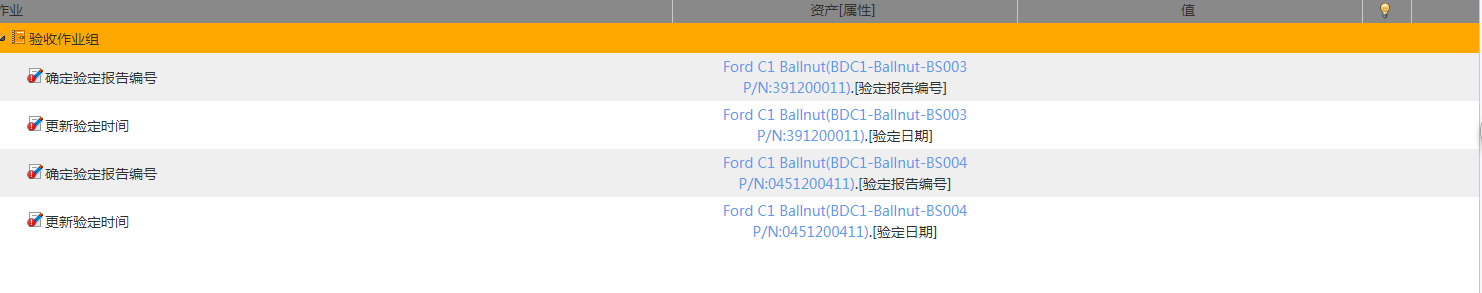 作业 资产[属性] 值
验收作业组
确定验定报告编号
Ford C1 Ballnut(BDC1-Ballnut-BS003
P/N:391200011).[验定报告编号]
更新验定时间
Ford C1 Ballnut(BDC1-Ballnut-BS003
P/N:391200011).[验定日期]
确定验定报告编号
Ford C1 Ballnut(BDC1-Ballnut-BS004
P/N:0451200411).[验定报告编号]
更新验定时间
Ford C1 Ballnut(BDC1-Ballnut-BS004
P/N:0451200411).[验定日期]